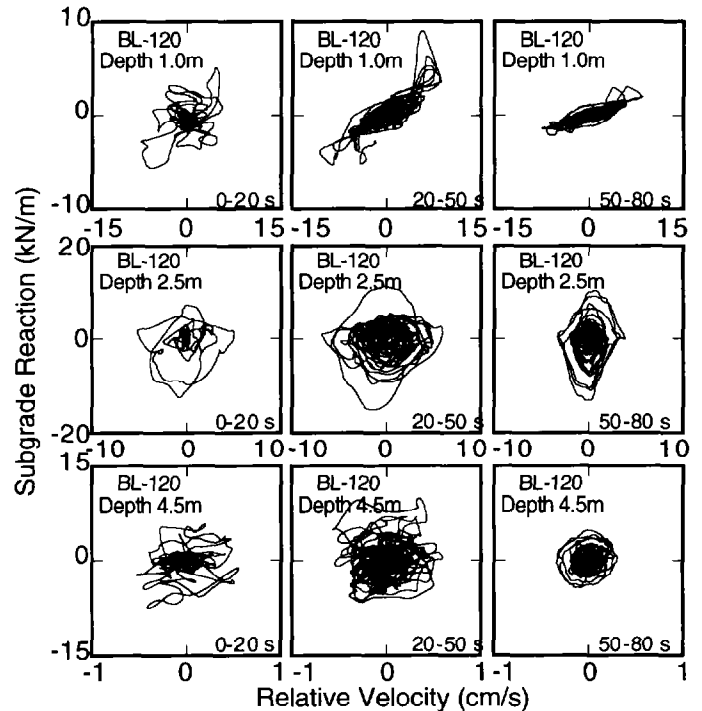 Subgrade Reaction (kN/m)
10
0
-10
BL-120
Depth 1.0m
0-20 s
BL-120
Depth 1.0m
20-50 s
BL-120
Depth 1.0m
50-80 s
-15 0 15
-15 0 15
-15 0 15
20
0
-20
BL-120
Depth 2.5m
0-20 s
BL-120
Depth 2.5m
20-50 s
BL-120
Depth 2.5m
50-80 s
-10 0 10
-10 0 10
-10 0 10
15
0
-15
BL-120
Depth 4.5m
0-20 s
BL-120
Depth 4.5m
20-50 s
BL-120
Depth 4.5m
50-80 s
-1 0 1
-1 0 1
-1 0 1
Relative Velocity (cm/s)